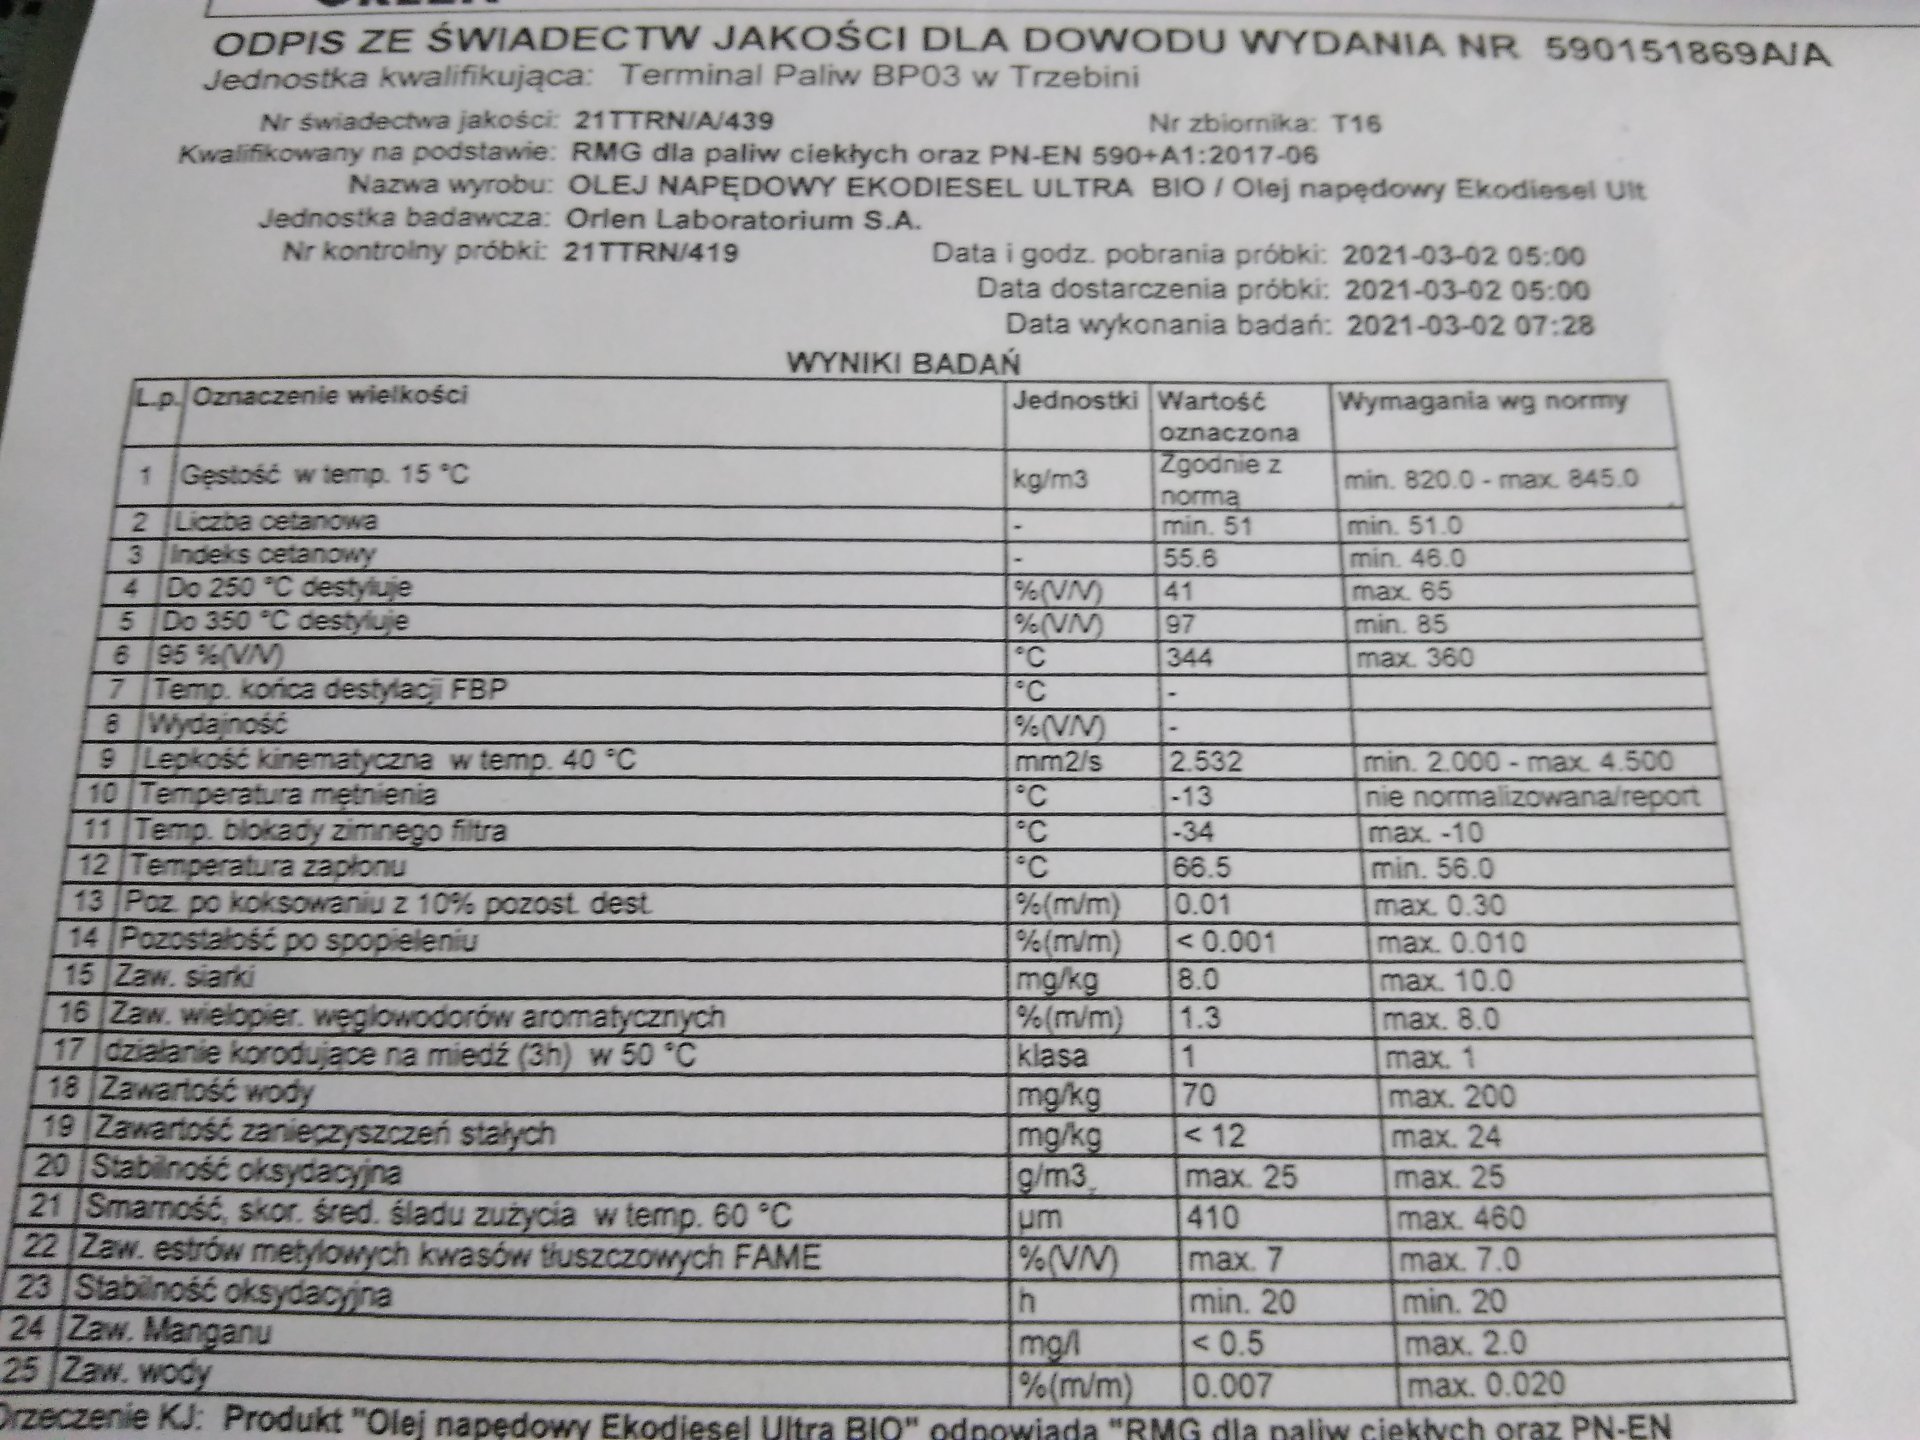 ORLEN
ODPIS ZE ŚWIADECTW JAKOŚCI DLA DOWODU WYDANIA NR 590151869A/A
Jednostka kwalifikująca: Terminal Paliw BP03 w Trzebini
Nr świadectwa jakości: 21TTRN/A/439 Nr zbiornika: T16
Kwalifikowany na podstawie: RMG dla paliw ciekłych oraz PN-EN 590+A1:2017-06
Nazwa wyrobu: OLEJ NAPĘDOWY EKODIESEL ULTRA BIO / Olej napędowy Ekodiesel Ult
Jednostka badawcza: Orlen Laboratorium S.A.
Nr kontrolny próbki: 21TTRN/419 Data i godz. pobrania próbki: 2021-03-02 05:00
Data dostarczenia próbki: 2021-03-02 05:00
Data wykonania badań: 2021-03-02 07:28
WYNIKI BADAŃ
L.p. Oznaczenie wielkości Jednostki Wartość oznaczona Wymagania wg normy
1 Gęstość w temp. 15 °C kg/m3 Zgodnie z normą min. 820.0 - max. 845.0
2 Liczba cetanowa - min. 51 min. 51.0
3 Indeks cetanowy - 55.6 min. 46.0
4 Do 250 °C destyluje %(V/V) 41 max. 65
5 Do 350 °C destyluje %(V/V) 97 min. 85
6 95 %(V/V) °C 344 max. 360
7 Temp. końca destylacji FBP °C -
8 Wydajność %(V/V) -
9 Lepkość kinematyczna w temp. 40 °C mm2/s 2.532 min. 2.000 - max. 4.500
10 Temperatura mętnienia °C -13 nie normalizowana/report
11 Temp. blokady zimnego filtra °C -34 max. -10
12 Temperatura zapłonu °C 66.5 min. 56.0
13 Poz. po koksowaniu z 10% pozost. dest. %(m/m) 0.01 max. 0.30
14 Pozostałość po spopieleniu %(m/m) < 0.001 max. 0.010
15 Zaw. siarki mg/kg 8.0 max. 10.0
16 Zaw. wielopier. węglowodorów aromatycznych %(m/m) 1.3 max. 8.0
17 działanie korodujące na miedź (3h) w 50 °C klasa 1 max. 1
18 Zawartość wody mg/kg 70 max. 200
19 Zawartość zanieczyszczeń stałych mg/kg < 12 max. 24
20 Stabilność oksydacyjna g/m3 max. 25 max. 25
21 Smarność, skor. śred. śladu zużycia w temp. 60 °C µm 410 max. 460
22 Zaw. estrów metylowych kwasów tłuszczowych FAME %(V/V) max. 7 max. 7.0
23 Stabilność oksydacyjna h min. 20 min. 20
24 Zaw. Manganu mg/l < 0.5 max. 2.0
25 Zaw. wody %(m/m) 0.007 max. 0.020
Orzeczenie KJ: Produkt "Olej napędowy Ekodiesel Ultra BIO" odpowiada "RMG dla paliw ciekłych oraz PN-EN